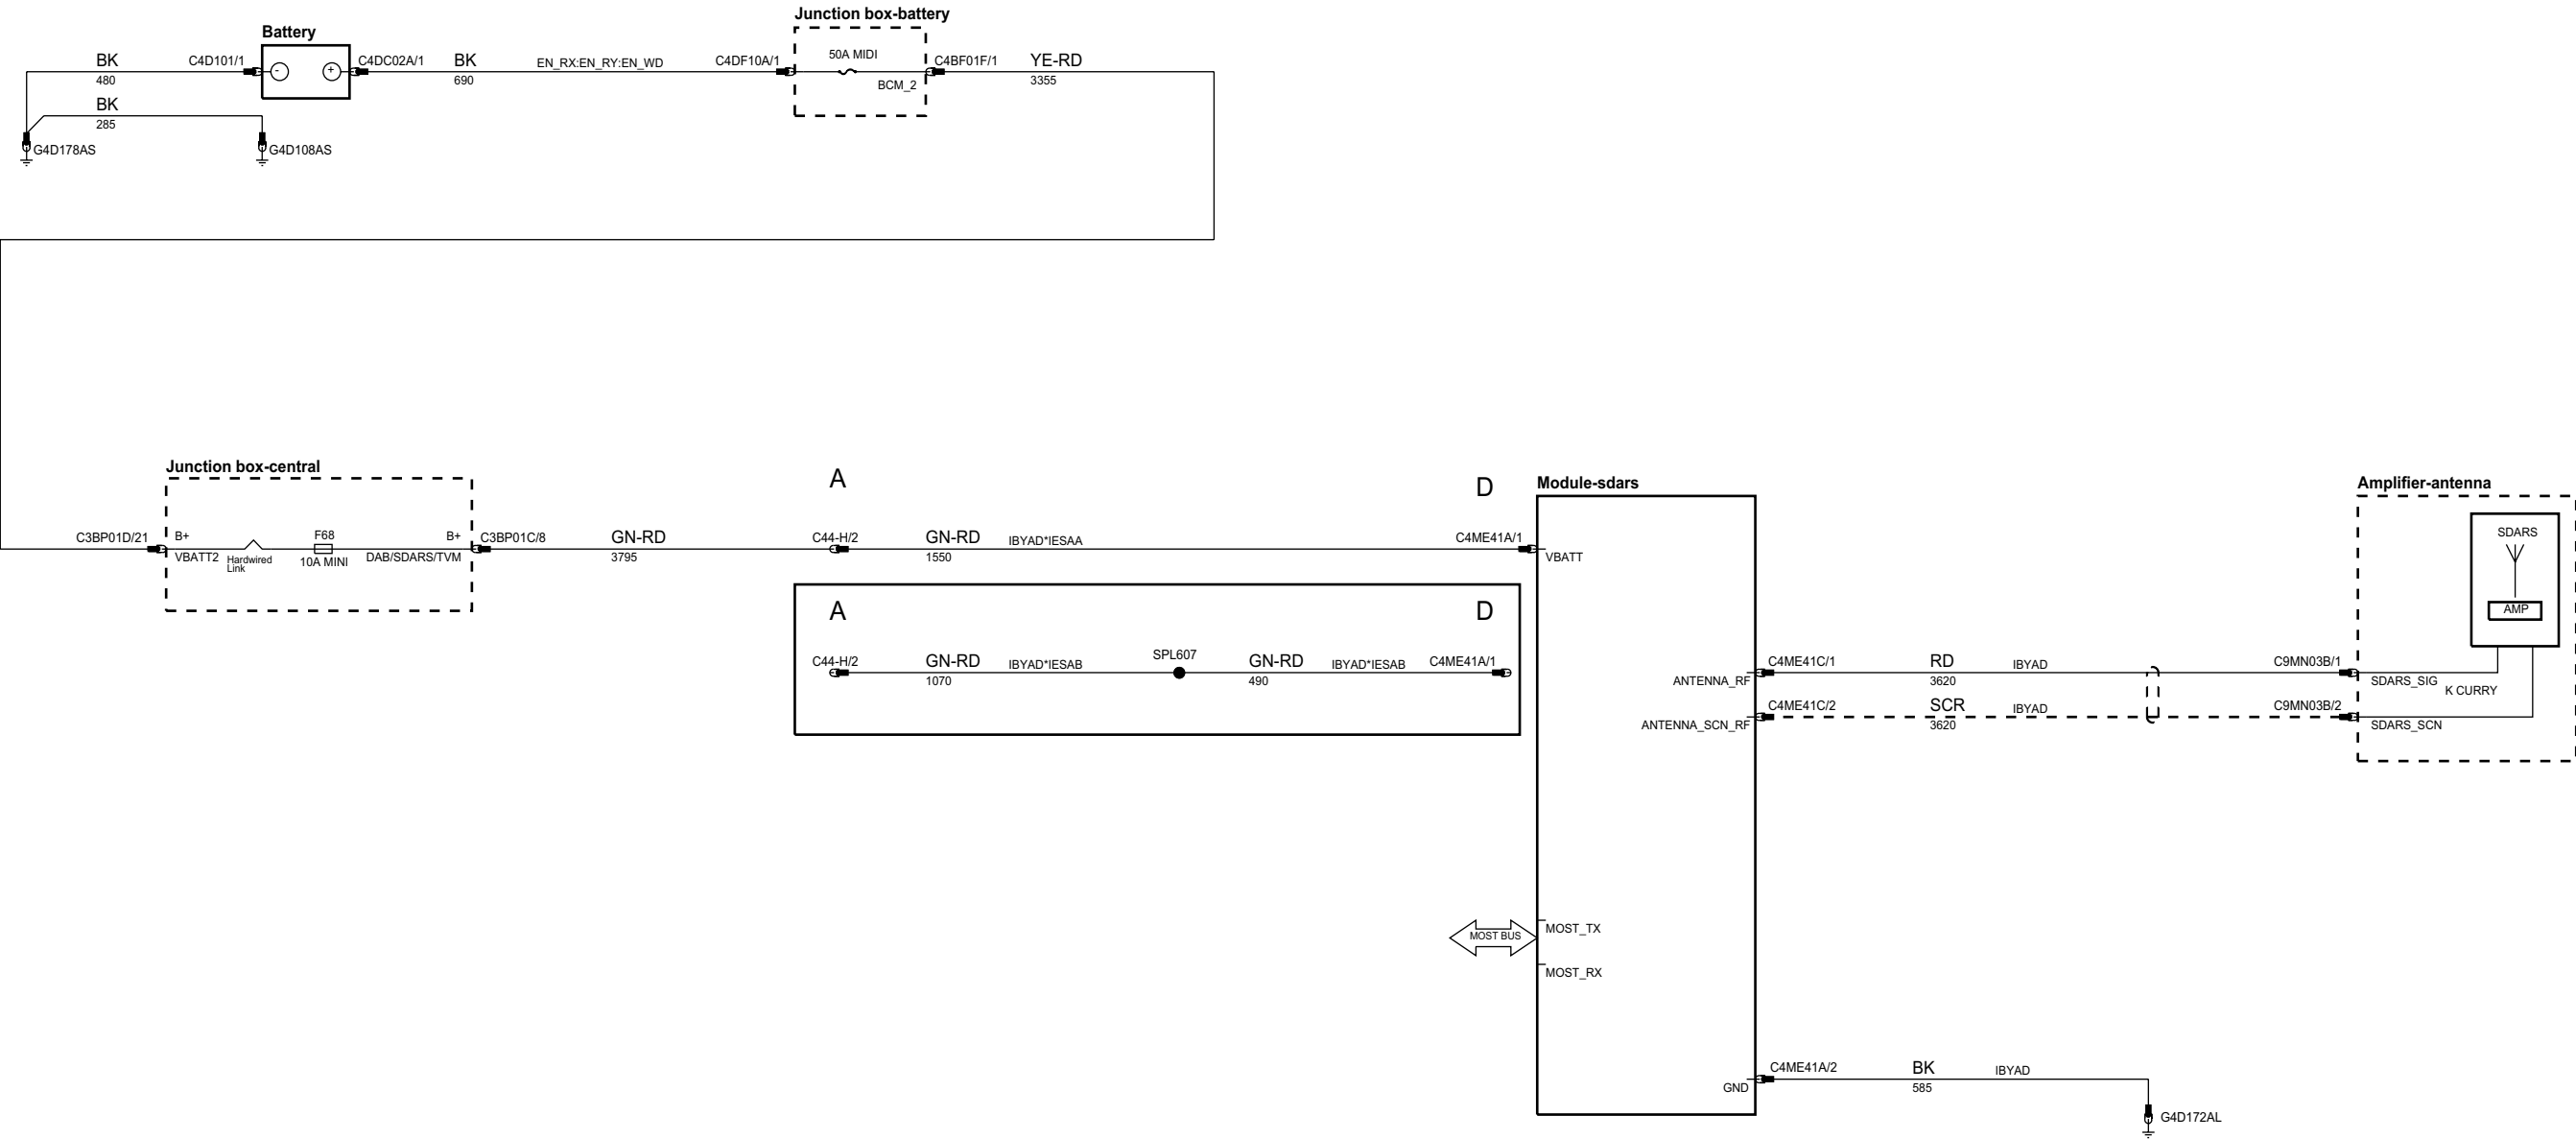 Junction box-battery
Battery
BK
480
C4D101/1
-
+
C4DC02A/1
BK
690
EN_RX:EN_RY:EN_WD
C4DF10A/1
50A MIDI
BCM_2
C4BF01F/1
YE-RD
3355
BK
285
G4D178AS
G4D108AS
Junction box-central
C3BP01D/21
B+
VBATT2
Hardwired
Link
F68
10A MINI
B+
DAB/SDARS/TVM
C3BP01C/8
GN-RD
3795
A
C44-H/2
GN-RD
1550
IBYAD*IESAA
D
C4ME41A/1
Module-sdars
VBATT
A
D
C44-H/2
GN-RD
1070
IBYAD*IESAB
SPL607
GN-RD
490
IBYAD*IESAB
C4ME41A/1
ANTENNA_RF
C4ME41C/1
RD
3620
IBYAD
C9MN03B/1
ANTENNA_SCN_RF
C4ME41C/2
SCR
3620
IBYAD
C9MN03B/2
Amplifier-antenna
SDARS
AMP
SDARS_SIG
K CURRY
SDARS_SCN
MOST BUS
MOST_TX
MOST_RX
GND
C4ME41A/2
BK
585
IBYAD
G4D172AL